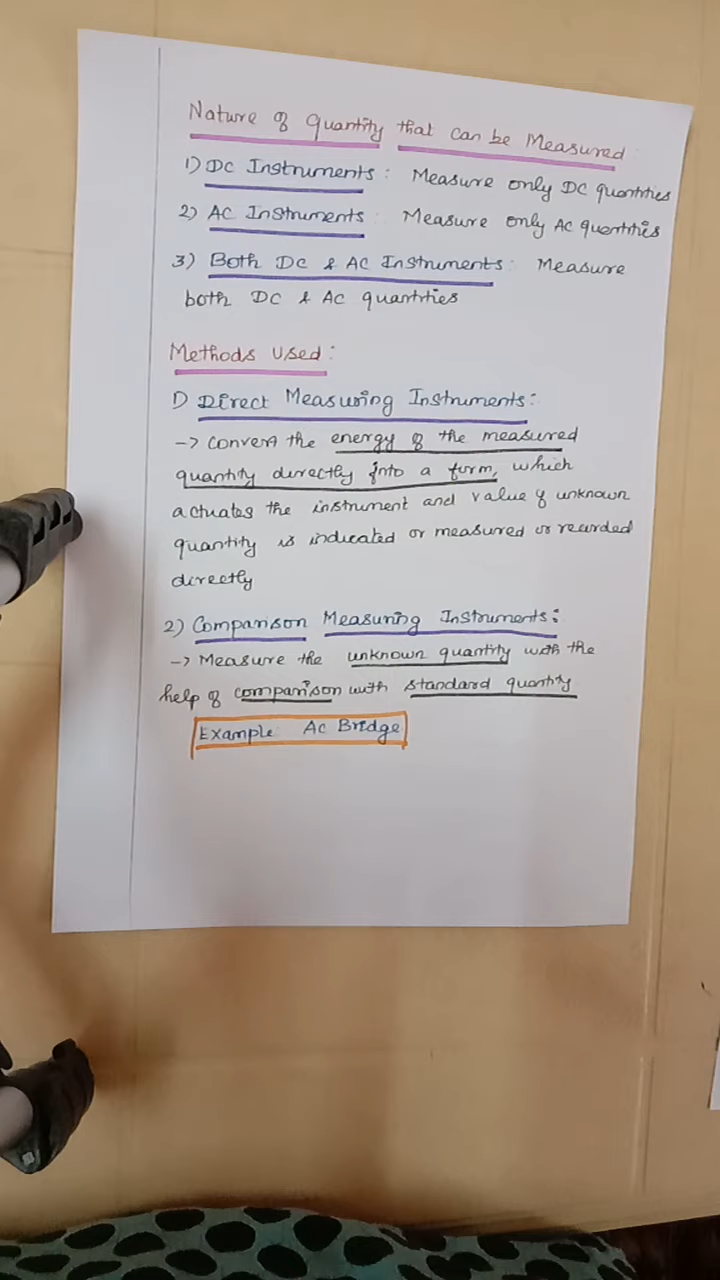 Nature of Quantity that can be Measured:
1) DC Instruments: Measure only DC quantities
2) AC Instruments: Measure only AC quantities
3) Both DC & AC Instruments: Measure
both DC & AC quantities
Methods Used:
1) Direct Measuring Instruments:
-> Convert the energy of the measured
quantity directly into a form, which
actuates the instrument and value of unknown
quantity is indicated or measured or recorded
directly
2) Comparison Measuring Instruments:
-> Measure the unknown quantity with the
help of comparison with standard quantity
Example: AC Bridge